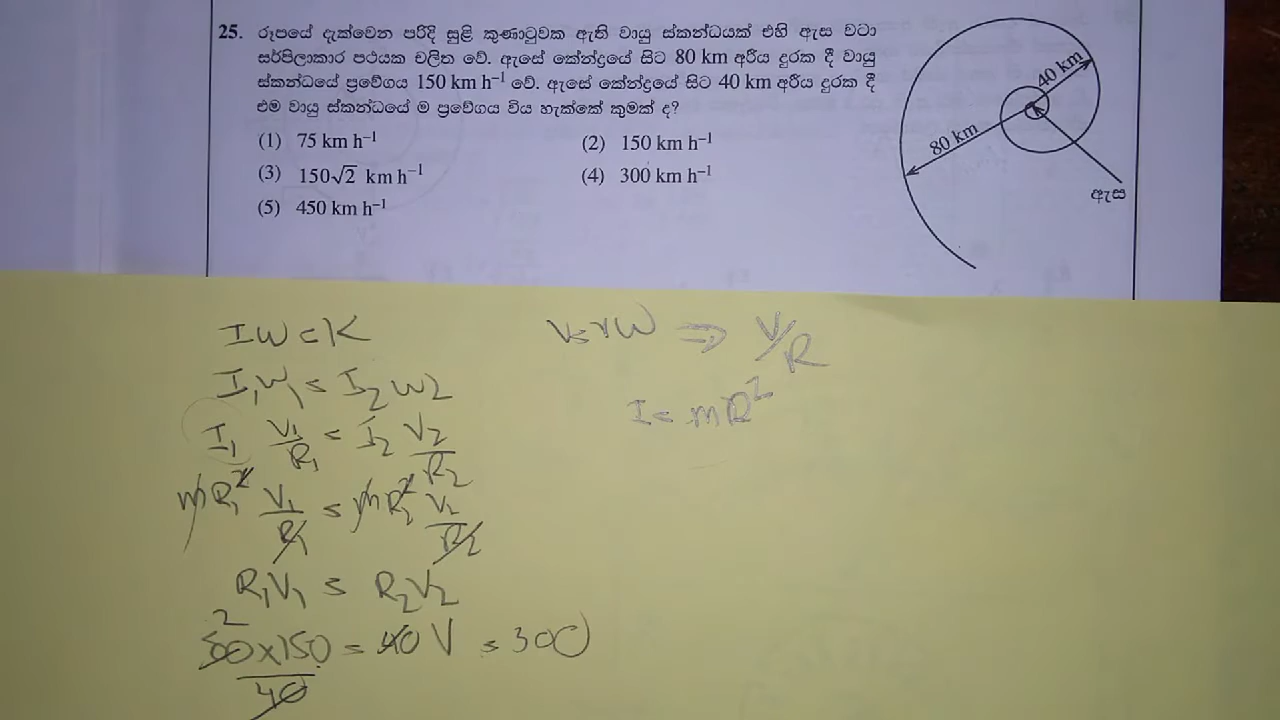 25. රූපයේ දැක්වෙන පරිදි සුළි කුණාටුවක ඇති වායු ස්කන්ධයක් එහි ඇස වටා
සර්පිලාකාර පථයක චලිත වේ. ඇසේ කේන්ද්‍රයේ සිට 80 km අරීය දුරක දී වායු
ස්කන්ධයේ ප්‍රවේගය 150 km h⁻¹ වේ. ඇසේ කේන්ද්‍රයේ සිට 40 km අරීය දුරක දී
එම වායු ස්කන්ධයේ ම ප්‍රවේගය විය හැක්කේ කුමක් ද?
(1) 75 km h⁻¹ (2) 150 km h⁻¹
(3) 150√2 km h⁻¹ (4) 300 km h⁻¹
(5) 450 km h⁻¹
40 km
80 km
ඇස
Iω = K
I₁ω₁ = I₂ω2
I₁ V₁/R₁ = I₂ V₂/R₂
mR₁² V₁/R₁ = mR₂² V₂/R₂
R₁V₁ = R₂V₂
2
80×150/40 = 40 V = 300
V=rω ⇒ V/R
I = mR²